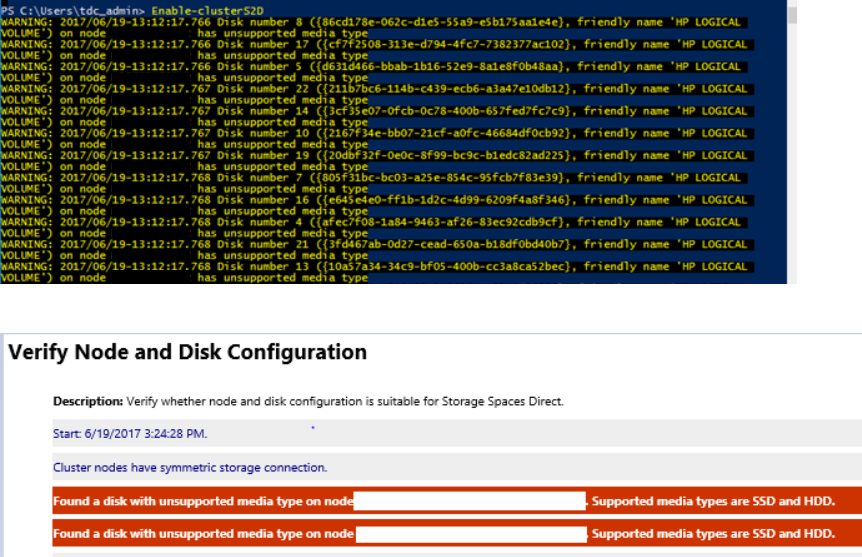 PS C:\Users\tdc_admin> Enable-clusterS2D
WARNING: 2017/06/19-13:12:17.766 Disk number 8 ({86cd178e-062c-d1e5-55a9-e5b175aa1e4e}, friendly name 'HP LOGICAL
VOLUME') on node has unsupported media type
WARNING: 2017/06/19-13:12:17.766 Disk number 17 ({cf7f2508-313e-d794-4fc7-7382377ac102}, friendly name 'HP LOGICAL
VOLUME') on node has unsupported media type
WARNING: 2017/06/19-13:12:17.766 Disk number 5 ({d631d466-bbab-1b16-52e9-8a1e8f0b48aa}, friendly name 'HP LOGICAL
VOLUME') on node has unsupported media type
WARNING: 2017/06/19-13:12:17.767 Disk number 22 ({211b7bc6-114b-c439-ecb6-a3a47e10db12}, friendly name 'HP LOGICAL
VOLUME') on node has unsupported media type
WARNING: 2017/06/19-13:12:17.767 Disk number 14 ({3cf35e07-0fcb-0c78-400b-657fed7fc7c9}, friendly name 'HP LOGICAL
VOLUME') on node has unsupported media type
WARNING: 2017/06/19-13:12:17.767 Disk number 10 ({2167f34e-bb07-21cf-a0fc-46684df0cb92}, friendly name 'HP LOGICAL
VOLUME') on node has unsupported media type
WARNING: 2017/06/19-13:12:17.767 Disk number 19 ({20dbf32f-0e0c-8f99-bc9c-b1edc82ad225}, friendly name 'HP LOGICAL
VOLUME') on node has unsupported media type
WARNING: 2017/06/19-13:12:17.768 Disk number 7 ({805f31bc-bc03-a25e-854c-95fcb7f83e39}, friendly name 'HP LOGICAL
VOLUME') on node has unsupported media type
WARNING: 2017/06/19-13:12:17.768 Disk number 16 ({e645e4e0-ff1b-1d2c-4d99-6209f4a8f346}, friendly name 'HP LOGICAL
VOLUME') on node has unsupported media type
WARNING: 2017/06/19-13:12:17.768 Disk number 4 ({afec7f08-1a84-9463-af26-83ec92cdb9cf}, friendly name 'HP LOGICAL
VOLUME') on node has unsupported media type
WARNING: 2017/06/19-13:12:17.768 Disk number 21 ({3fd467ab-0d27-cead-650a-b18df0bd40b7}, friendly name 'HP LOGICAL
VOLUME') on node has unsupported media type
WARNING: 2017/06/19-13:12:17.768 Disk number 13 ({10a57a34-34c9-bf05-400b-cc3a8ca52bec}, friendly name 'HP LOGICAL
VOLUME') on node has unsupported media type
Verify Node and Disk Configuration
Description: Verify whether node and disk configuration is suitable for Storage Spaces Direct.
Start: 6/19/2017 3:24:28 PM.
Cluster nodes have symmetric storage connection.
Found a disk with unsupported media type on node . Supported media types are SSD and HDD.
Found a disk with unsupported media type on node . Supported media types are SSD and HDD.